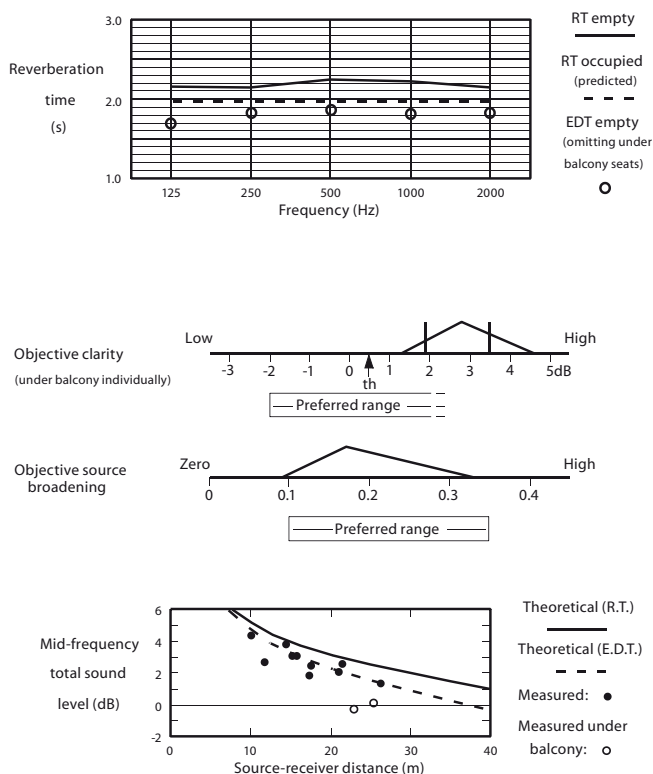 3.0
2.0
1.0
Reverberation
time
(s)
125 250 500 1000 2000
Frequency (Hz)
RT empty
RT occupied
(predicted)
EDT empty
(omitting under
balcony seats)
Objective clarity
(under balcony individually)
Low High
-3 -2 -1 0 1 2 3 4 5dB
th
Preferred range
Objective source
broadening
Zero High
0 0.1 0.2 0.3 0.4
Preferred range
Mid-frequency
total sound
level (dB)
6
4
2
0
-2
0 10 20 30 40
Source-receiver distance (m)
Theoretical (R.T.)
Theoretical (E.D.T.)
Measured:
Measured under
balcony: